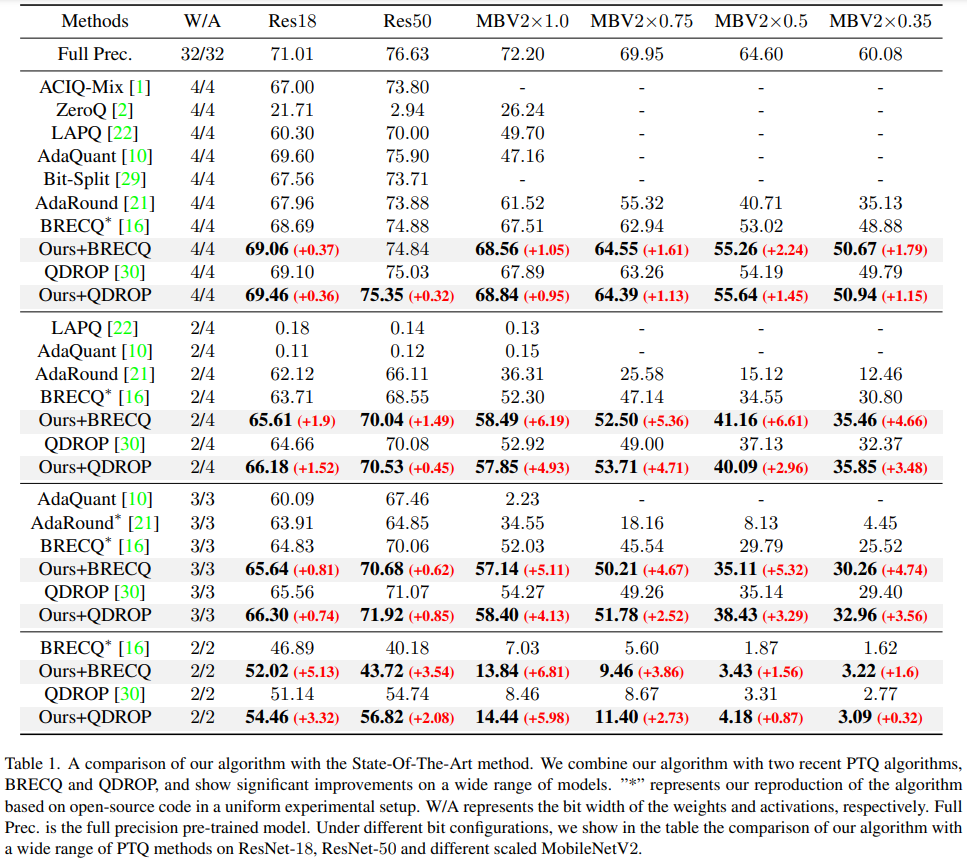 Methods W/A Res18 Res50 MBV2×1.0 MBV2×0.75 MBV2×0.5 MBV2×0.35
Full Prec. 32/32 71.01 76.63 72.20 69.95 64.60 60.08
ACIQ-Mix [1] 4/4 67.00 73.80 - - - -
ZeroQ [2] 4/4 21.71 2.94 26.24 - - -
LAPQ [22] 4/4 60.30 70.00 49.70 - - -
AdaQuant [10] 4/4 69.60 75.90 47.16 - - -
Bit-Split [29] 4/4 67.56 73.71 - - - -
AdaRound [21] 4/4 67.96 73.88 61.52 55.32 40.71 35.13
BRECQ* [16] 4/4 68.69 74.88 67.51 62.94 53.02 48.88
Ours+BRECQ 4/4 69.06 (+0.37) 74.84 68.56 (+1.05) 64.55 (+1.61) 55.26 (+2.24) 50.67 (+1.79)
QDROP [30] 4/4 69.10 75.03 67.89 63.26 54.19 49.79
Ours+QDROP 4/4 69.46 (+0.36) 75.35 (+0.32) 68.84 (+0.95) 64.39 (+1.13) 55.64 (+1.45) 50.94 (+1.15)
LAPQ [22] 2/4 0.18 0.14 0.13 - - -
AdaQuant [10] 2/4 0.11 0.12 0.15 - - -
AdaRound [21] 2/4 62.12 66.11 36.31 25.58 15.12 12.46
BRECQ* [16] 2/4 63.71 68.55 52.30 47.14 34.55 30.80
Ours+BRECQ 2/4 65.61 (+1.9) 70.04 (+1.49) 58.49 (+6.19) 52.50 (+5.36) 41.16 (+6.61) 35.46 (+4.66)
QDROP [30] 2/4 64.66 70.08 52.92 49.00 37.13 32.37
Ours+QDROP 2/4 66.18 (+1.52) 70.53 (+0.45) 57.85 (+4.93) 53.71 (+4.71) 40.09 (+2.96) 35.85 (+3.48)
AdaQuant [10] 3/3 60.09 67.46 2.23 - - -
AdaRound* [21] 3/3 63.91 64.85 34.55 18.16 8.13 4.45
BRECQ* [16] 3/3 64.83 70.06 52.03 45.54 29.79 25.52
Ours+BRECQ 3/3 65.64 (+0.81) 70.68 (+0.62) 57.14 (+5.11) 50.21 (+4.67) 35.11 (+5.32) 30.26 (+4.74)
QDROP [30] 3/3 65.56 71.07 54.27 49.26 35.14 29.40
Ours+QDROP 3/3 66.30 (+0.74) 71.92 (+0.85) 58.40 (+4.13) 51.78 (+2.52) 38.43 (+3.29) 32.96 (+3.56)
BRECQ* [16] 2/2 46.89 40.18 7.03 5.60 1.87 1.62
Ours+BRECQ 2/2 52.02 (+5.13) 43.72 (+3.54) 13.84 (+6.81) 9.46 (+3.86) 3.43 (+1.56) 3.22 (+1.6)
QDROP [30] 2/2 51.14 54.74 8.46 8.67 3.31 2.77
Ours+QDROP 2/2 54.46 (+3.32) 56.82 (+2.08) 14.44 (+5.98) 11.40 (+2.73) 4.18 (+0.87) 3.09 (+0.32)
Table 1. A comparison of our algorithm with the State-Of-The-Art method. We combine our algorithm with two recent PTQ algorithms,
BRECQ and QDROP, and show significant improvements on a wide range of models. ”*” represents our reproduction of the algorithm
based on open-source code in a uniform experimental setup. W/A represents the bit width of the weights and activations, respectively. Full
Prec. is the full precision pre-trained model. Under different bit configurations, we show in the table the comparison of our algorithm with
a wide range of PTQ methods on ResNet-18, ResNet-50 and different scaled MobileNetV2.